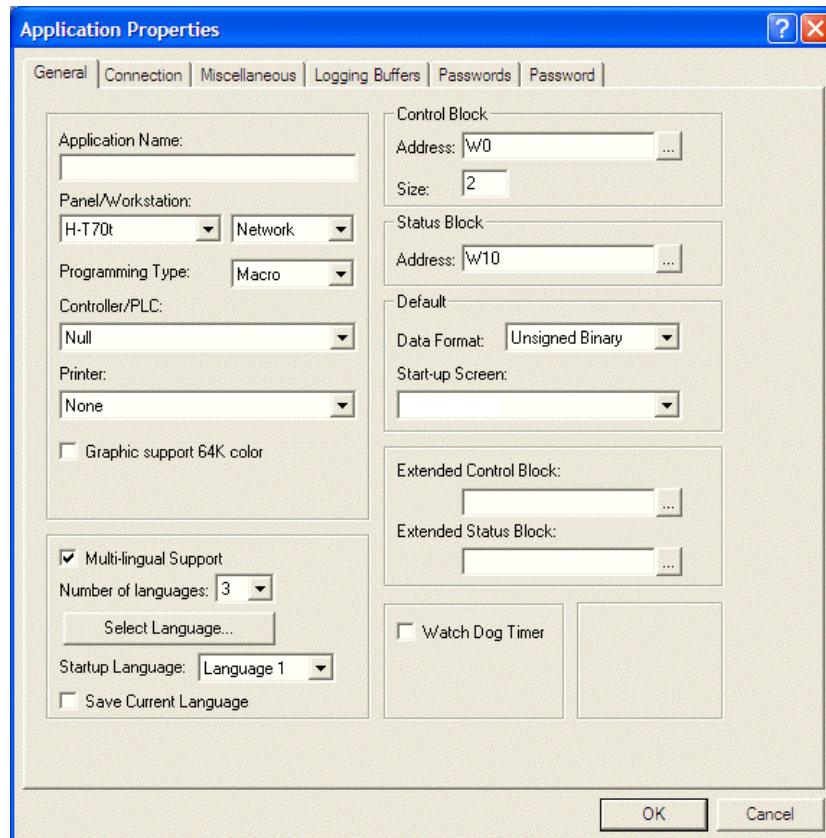 Application Properties
General Connection Miscellaneous Logging Buffers Passwords Password
Application Name:
Panel/Workstation:
H-T70t Network
Programming Type: Macro
Controller/PLC:
Null
Printer:
None
Graphic support 64K color
Multi-lingual Support
Number of languages: 3
Select Language...
Startup Language: Language 1
Save Current Language
Control Block
Address: W0 ...
Size: 2
Status Block
Address: W10 ...
Default
Data Format: Unsigned Binary
Start-up Screen:
Extended Control Block:
...
Extended Status Block:
...
Watch Dog Timer
OK Cancel